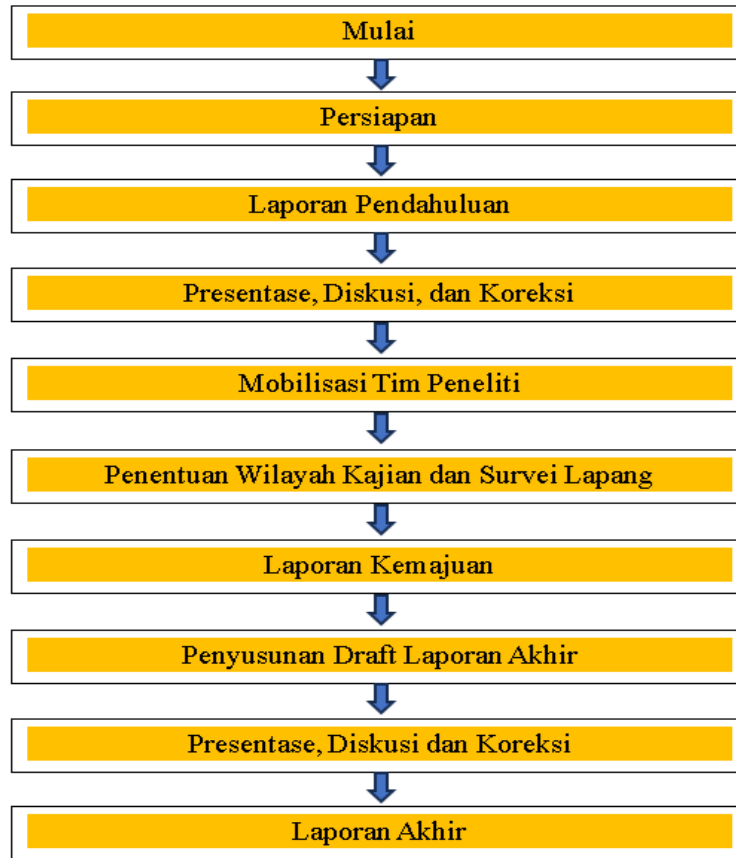 Mulai
Persiapan
Laporan Pendahuluan
Presentase, Diskusi, dan Koreksi
Mobilisasi Tim Peneliti
Penentuan Wilayah Kajian dan Survei Lapang
Laporan Kemajuan
Penyusunan Draft Laporan Akhir
Presentase, Diskusi dan Koreksi
Laporan Akhir